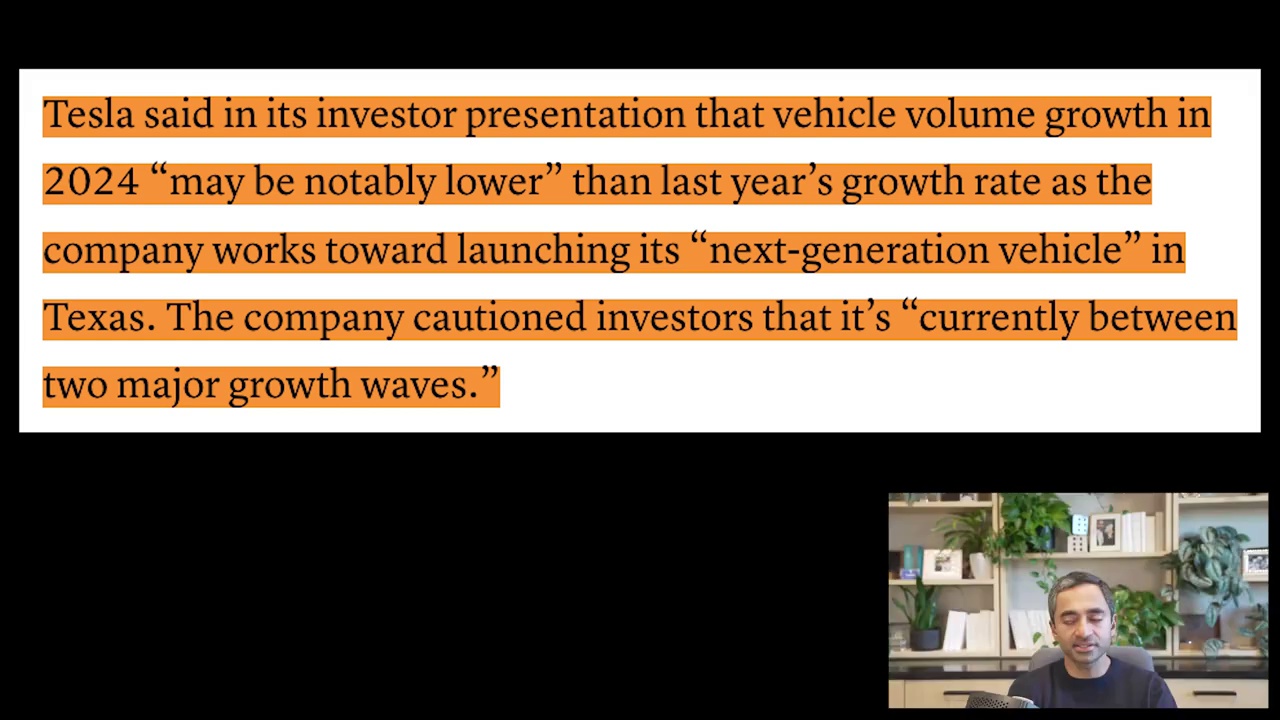 Tesla said in its investor presentation that vehicle volume growth in
2024 “may be notably lower” than last year’s growth rate as the
company works toward launching its “next-generation vehicle” in
Texas. The company cautioned investors that it’s “currently between
two major growth waves.”